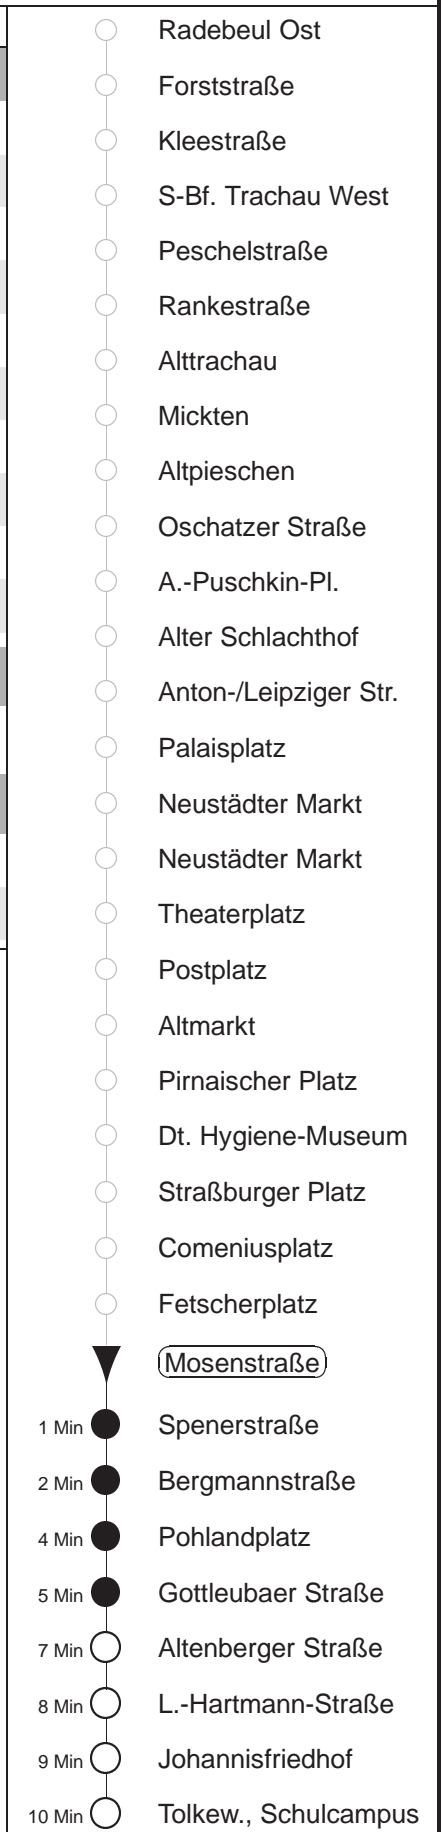 Radebeul Ost
Forststraße
Kleestraße
S-Bf. Trachau West
Peschelstraße
Rankestraße
Alttrachau
Mickten
Altpieschen
Oschatzer Straße
A.-Puschkin-Pl.
Alter Schlachthof
Anton-/Leipziger Str.
Palaisplatz
Neustädter Markt
Neustädter Markt
Theaterplatz
Postplatz
Altmarkt
Pirnaischer Platz
Dt. Hygiene-Museum
Straßburger Platz
Comeniusplatz
Fetscherplatz
Mosenstraße
1 Min Spenerstraße
2 Min Bergmannstraße
4 Min Pohlandplatz
5 Min Gottleubaer Straße
7 Min Altenberger Straße
8 Min L.-Hartmann-Straße
9 Min Johannisfriedhof
10 Min Tolkew., Schulcampus